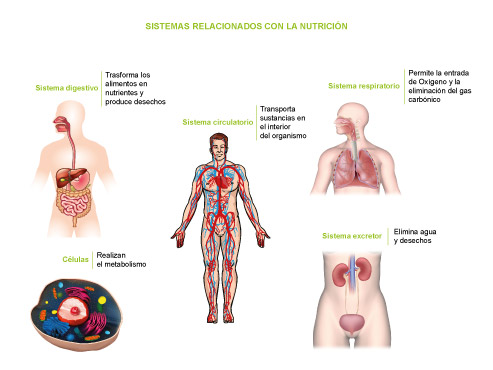 SISTEMAS RELACIONADOS CON LA NUTRICIÓN
Sistema digestivo
Trasforma los
alimentos en
nutrientes y
produce desechos
Sistema circulatorio
Transporta
sustancias en
el interior
del organismo
Sistema respiratorio
Permite la entrada
de Oxigeno y la
eliminación del gas
carbónico
Células
Realizan
el metabolismo
Sistema excretor
Elimina agua
y desechos